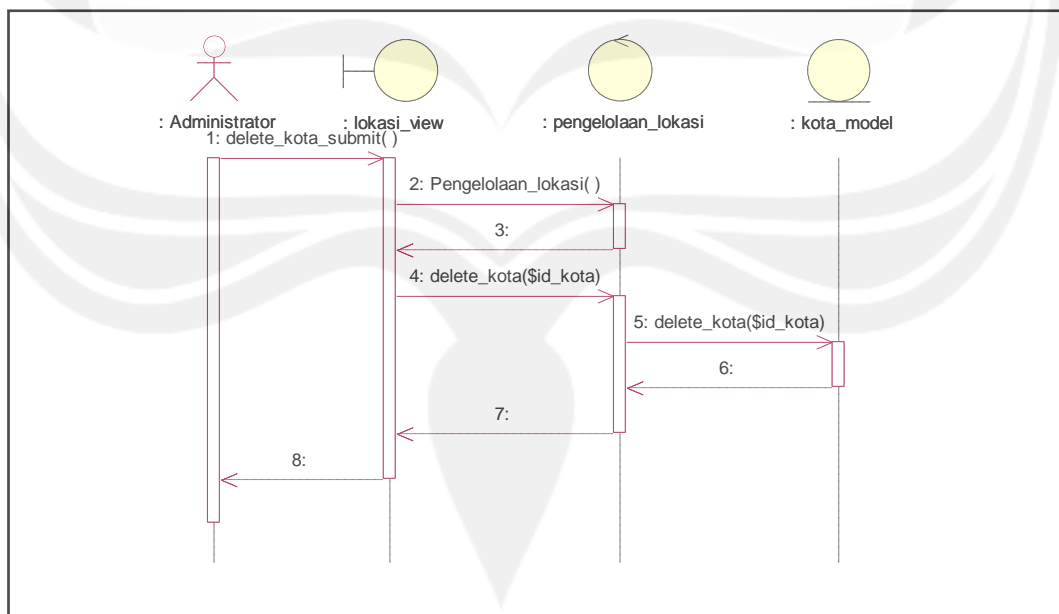 : Administrator
: lokasi_view
: pengelolaan_lokasi
: kota_model
1: delete_kota_submit( )
2: Pengelolaan_lokasi( )
3:
4: delete_kota($id_kota)
5: delete_kota($id_kota)
6:
7:
8: